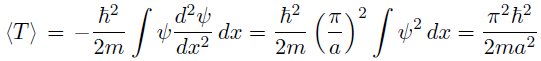 ⟨T⟩ = −ħ²/2m ∫ ψ d²ψ/dx² dx = ħ²/2m (π/a)² ∫ ψ² dx = π²ħ²/2ma²